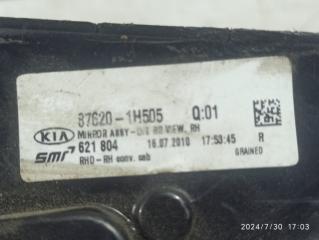 87620-1H505 Q:01
KIA MIRROR ASSY-O/S RR VIEW, RH
SMR 621 804 16.07.2010 17:53:45 R
RHD-RH conv. cab GRAINED
2024/7/30 17:03